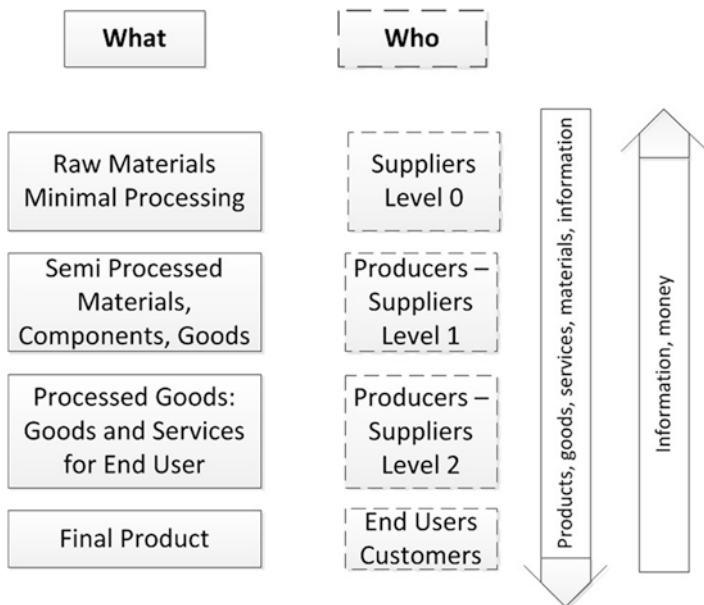 What
Who
Raw Materials
Minimal Processing
Suppliers
Level 0
Semi Processed
Materials,
Components, Goods
Producers –
Suppliers
Level 1
Processed Goods:
Goods and Services
for End User
Producers –
Suppliers
Level 2
Final Product
End Users
Customers
Products, goods, services, materials, information
Information, money